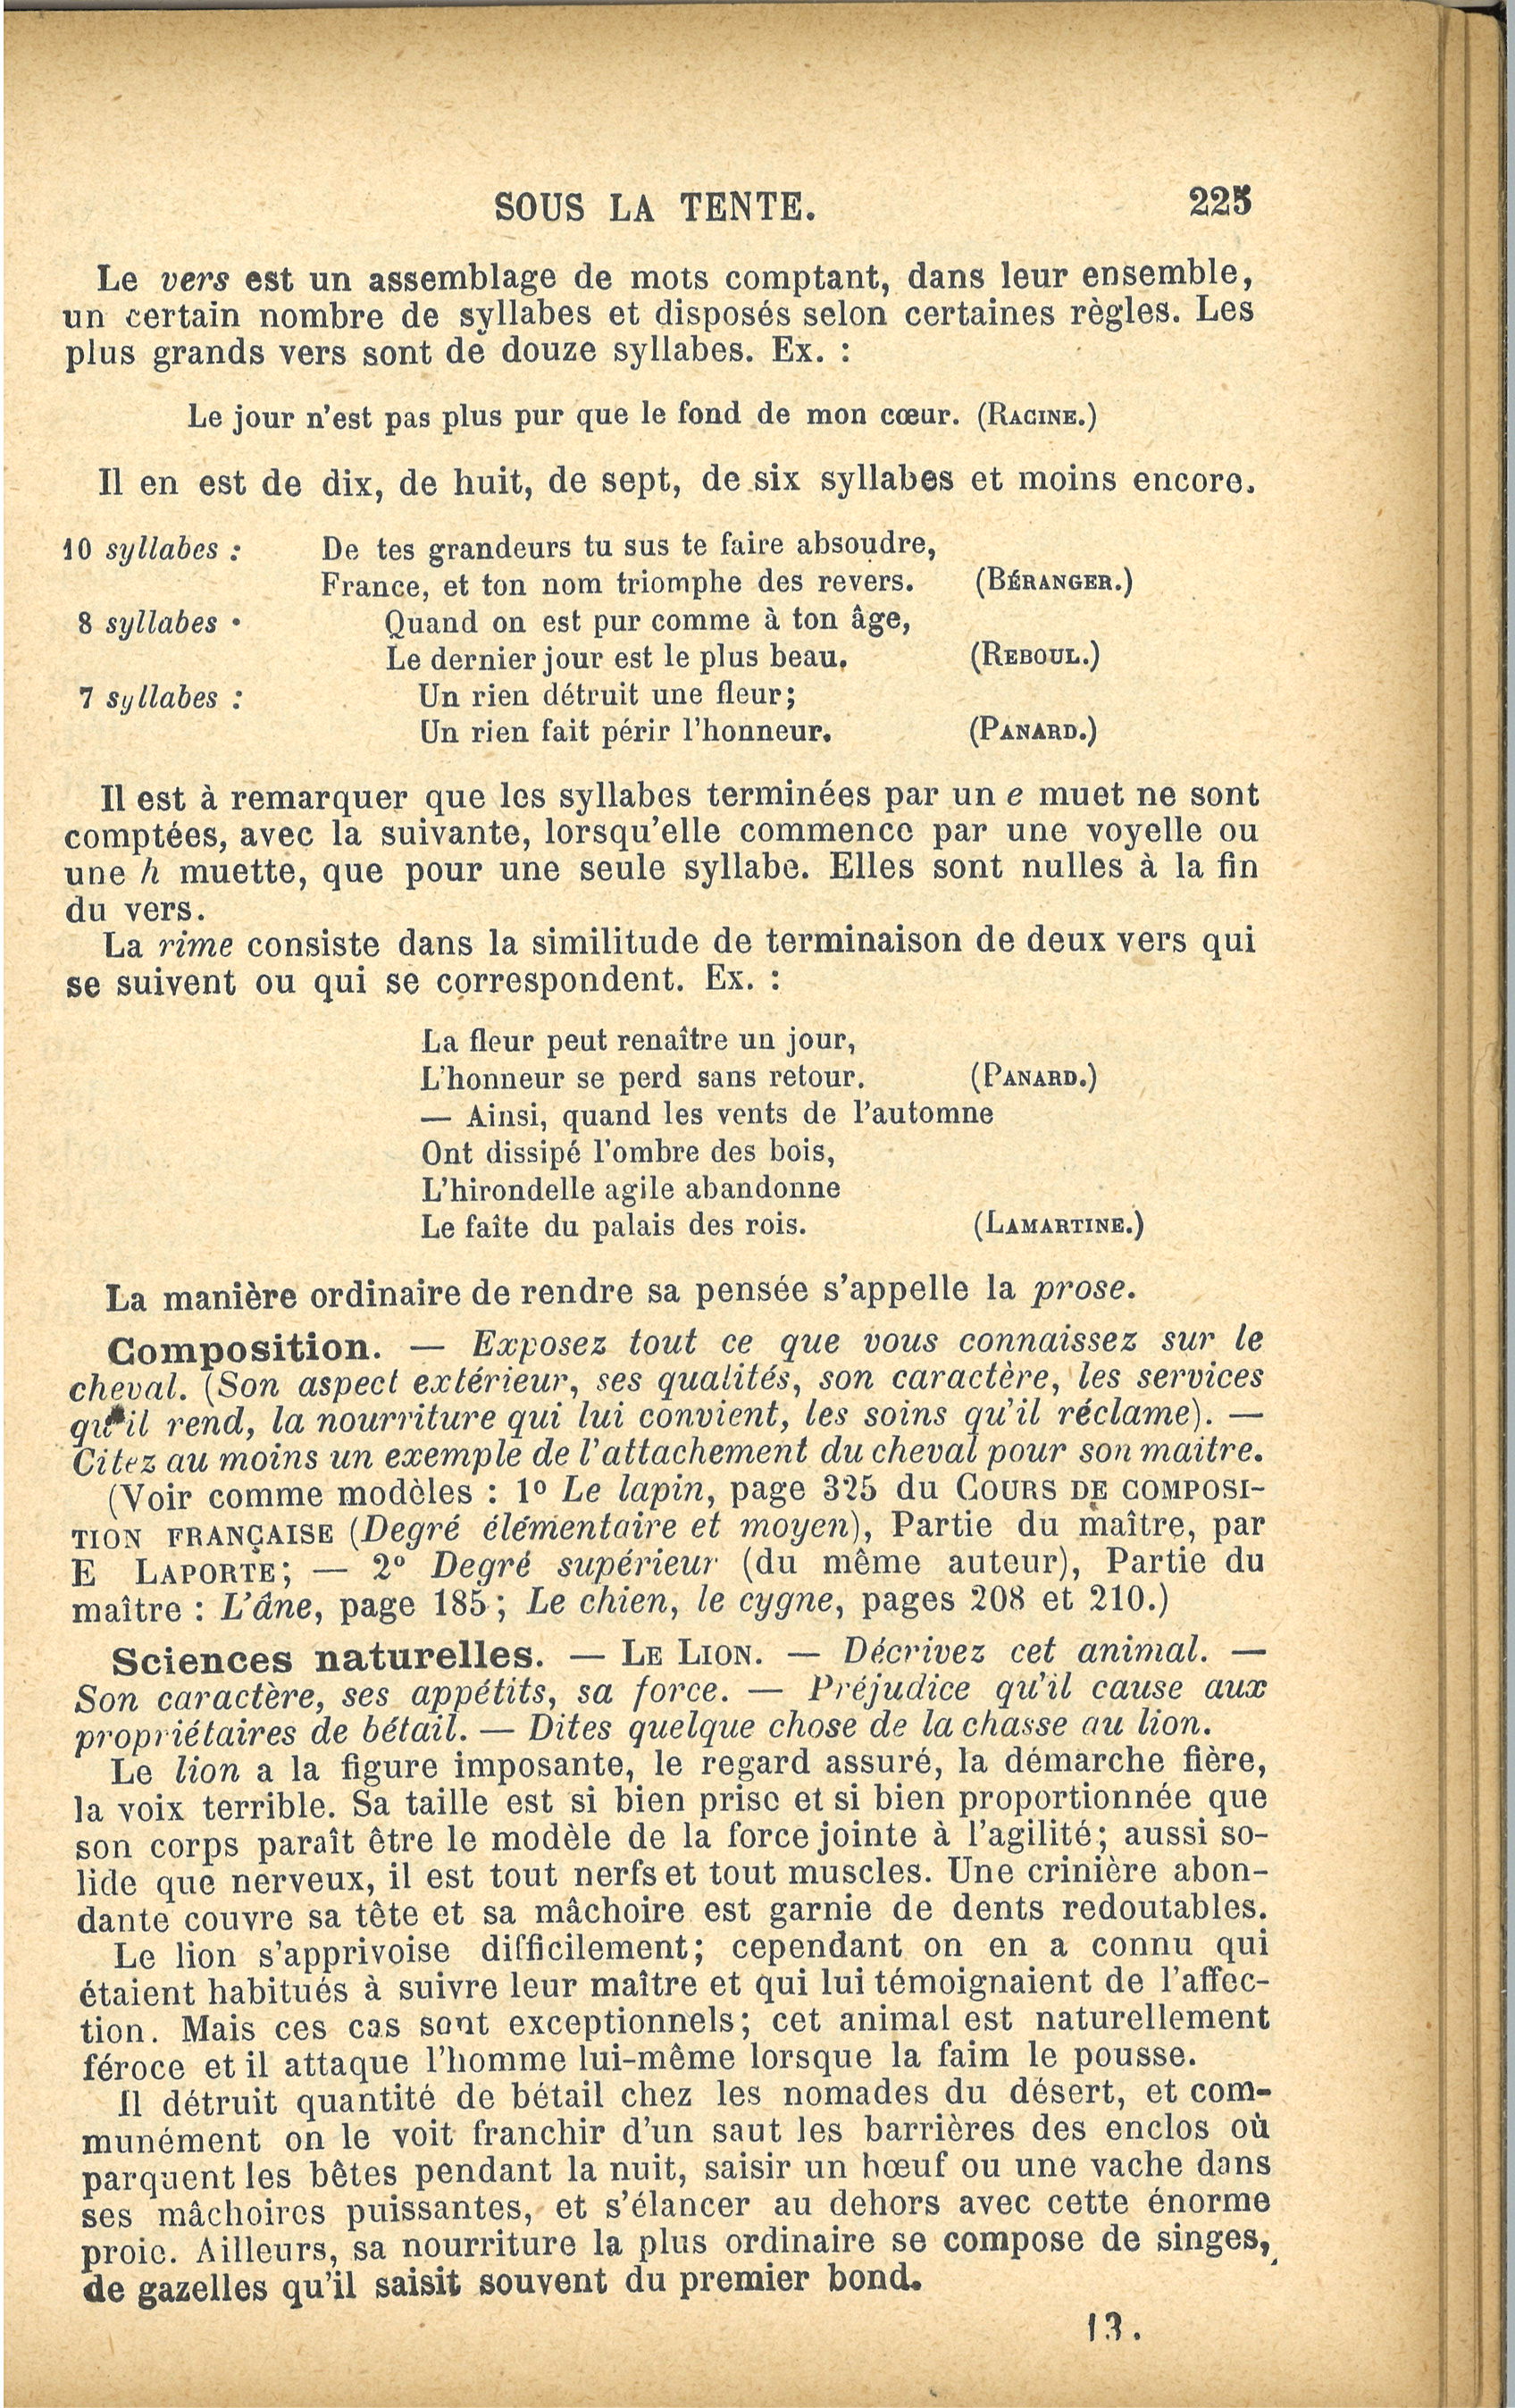 SOUS LA TENTE. 225
Le vers est un assemblage de mots comptant, dans leur ensemble,
un certain nombre de syllabes et disposés selon certaines règles. Les
plus grands vers sont de douze syllabes. Ex. :
Le jour n'est pas plus pur que le fond de mon cœur. (RACINE.)
Il en est de dix, de huit, de sept, de six syllabes et moins encore.
10 syllabes : De tes grandeurs tu sus te faire absoudre,
France, et ton nom triomphe des revers. (BÉRANGER.)
8 syllabes · Quand on est pur comme à ton âge,
Le dernier jour est le plus beau. (REBOUL.)
7 syllabes : Un rien détruit une fleur;
Un rien fait périr l'honneur. (PANARD.)
Il est à remarquer que les syllabes terminées par un e muet ne sont
comptées, avec la suivante, lorsqu'elle commence par une voyelle ou
une h muette, que pour une seule syllabe. Elles sont nulles à la fin
du vers.
La rime consiste dans la similitude de terminaison de deux vers qui
se suivent ou qui se correspondent. Ex. :
La fleur peut renaître un jour,
L'honneur se perd sans retour. (PANARD.)
— Ainsi, quand les vents de l'automne
Ont dissipé l'ombre des bois,
L'hirondelle agile abandonne
Le faîte du palais des rois. (LAMARTINE.)
La manière ordinaire de rendre sa pensée s'appelle la prose.
Composition. — Exposez tout ce que vous connaissez sur le
cheval. (Son aspect extérieur, ses qualités, son caractère, les services
qu'il rend, la nourriture qui lui convient, les soins qu'il réclame). —
Citez au moins un exemple de l'attachement du cheval pour son maitre.
(Voir comme modèles : 1º Le lapin, page 325 du COURS DE COMPOSI-
TION FRANÇAISE (Degré élémentaire et moyen), Partie du maître, par
E LAPORTE; — 2º Degré supérieur (du même auteur), Partie du
maître : L'âne, page 185; Le chien, le cygne, pages 208 et 210.)
Sciences naturelles. — LE LION. — Décrivez cet animal. —
Son caractère, ses appétits, sa force. — Préjudice qu'il cause aux
propriétaires de bétail. — Dites quelque chose de la chasse au lion.
Le lion a la figure imposante, le regard assuré, la démarche fière,
la voix terrible. Sa taille est si bien prise et si bien proportionnée que
son corps paraît être le modèle de la force jointe à l'agilité; aussi so-
lide que nerveux, il est tout nerfs et tout muscles. Une crinière abon-
dante couvre sa tête et sa mâchoire est garnie de dents redoutables.
Le lion s'apprivoise difficilement; cependant on en a connu qui
étaient habitués à suivre leur maître et qui lui témoignaient de l'affec-
tion. Mais ces cas sont exceptionnels; cet animal est naturellement
féroce et il attaque l'homme lui-même lorsque la faim le pousse.
Il détruit quantité de bétail chez les nomades du désert, et com-
munément on le voit franchir d'un saut les barrières des enclos où
parquent les bêtes pendant la nuit, saisir un bœuf ou une vache dans
ses mâchoires puissantes, et s'élancer au dehors avec cette énorme
proie. Ailleurs, sa nourriture la plus ordinaire se compose de singes,
de gazelles qu'il saisit souvent du premier bond.
13.